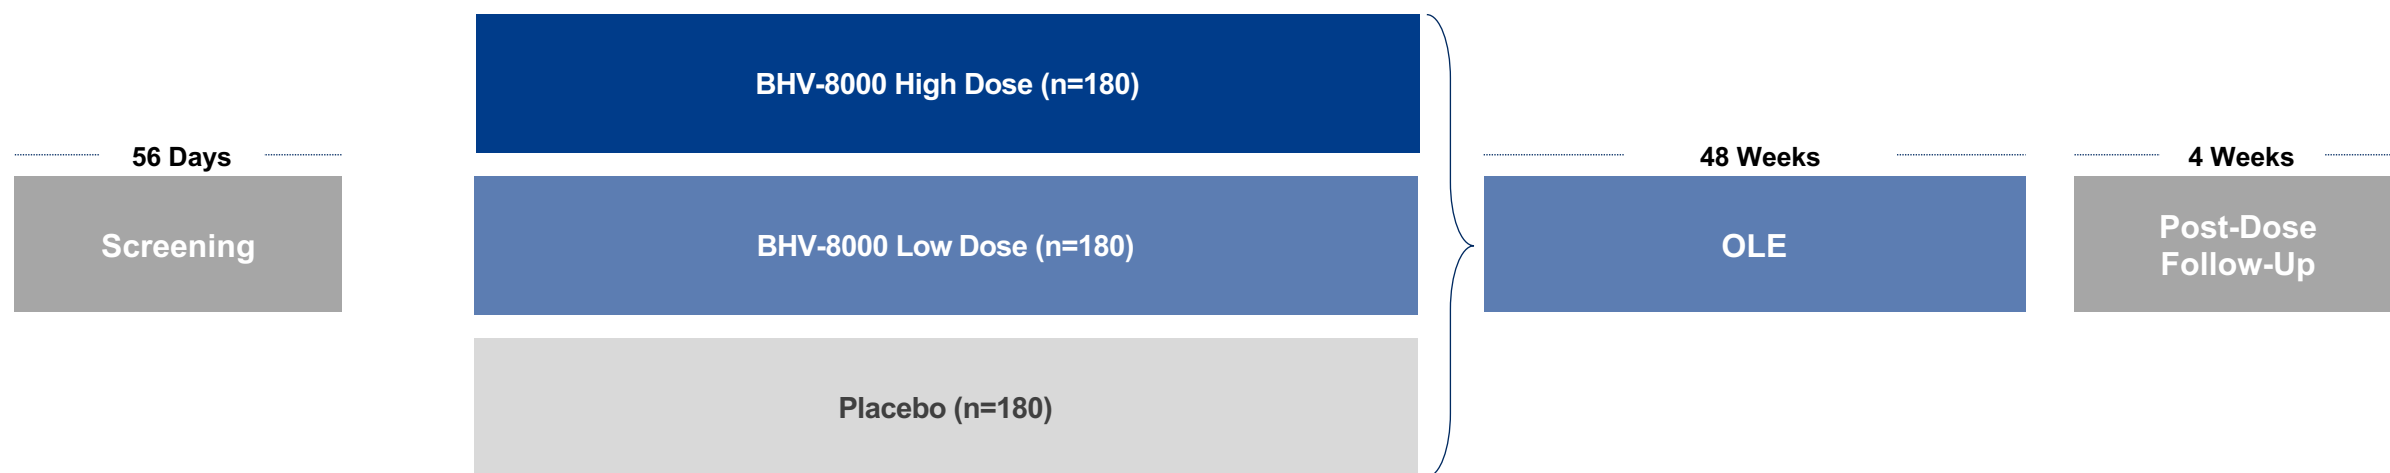 56 Days
Screening
BHV-8000 High Dose (n=180)
BHV-8000 Low Dose (n=180)
Placebo (n=180)
48 Weeks
OLE
4 Weeks
Post-Dose
Follow-Up